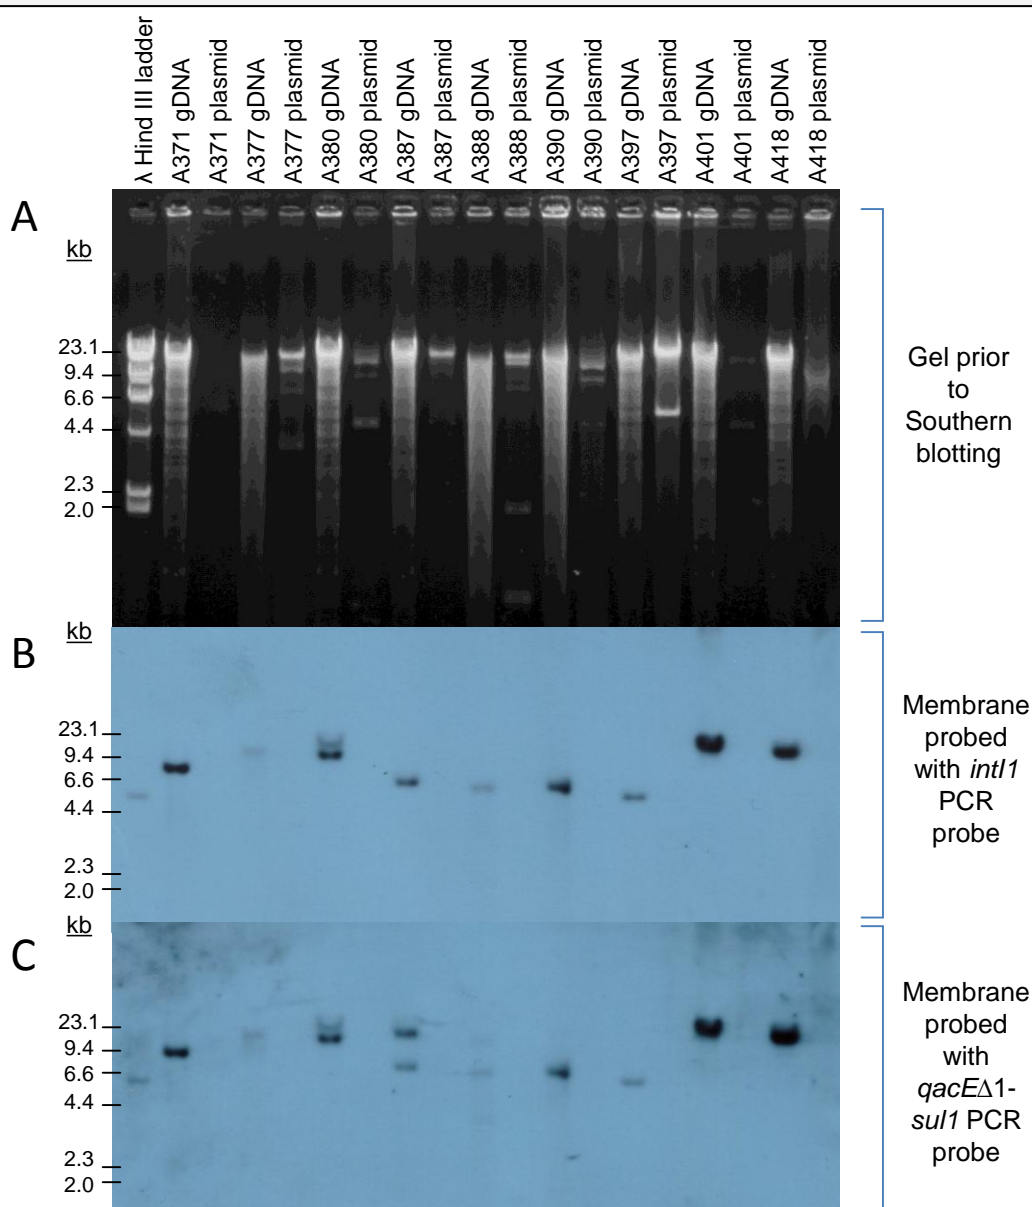 λ Hind III ladder
A371 gDNA
A371 plasmid
A377 gDNA
A377 plasmid
A380 gDNA
A380 plasmid
A387 gDNA
A387 plasmid
A388 gDNA
A388 plasmid
A390 gDNA
A390 plasmid
A397 gDNA
A397 plasmid
A401 gDNA
A401 plasmid
A418 gDNA
A418 plasmid
A
kb
23.1
9.4
6.6
4.4
2.3
2.0
Gel prior
to
Southern
blotting
B
kb
23.1
9.4
6.6
4.4
2.3
2.0
Membrane
probed
with intI1
PCR
probe
C
kb
23.1
9.4
6.6
4.4
2.3
2.0
Membrane
probed
with
qacEΔ1-
sul1 PCR
probe